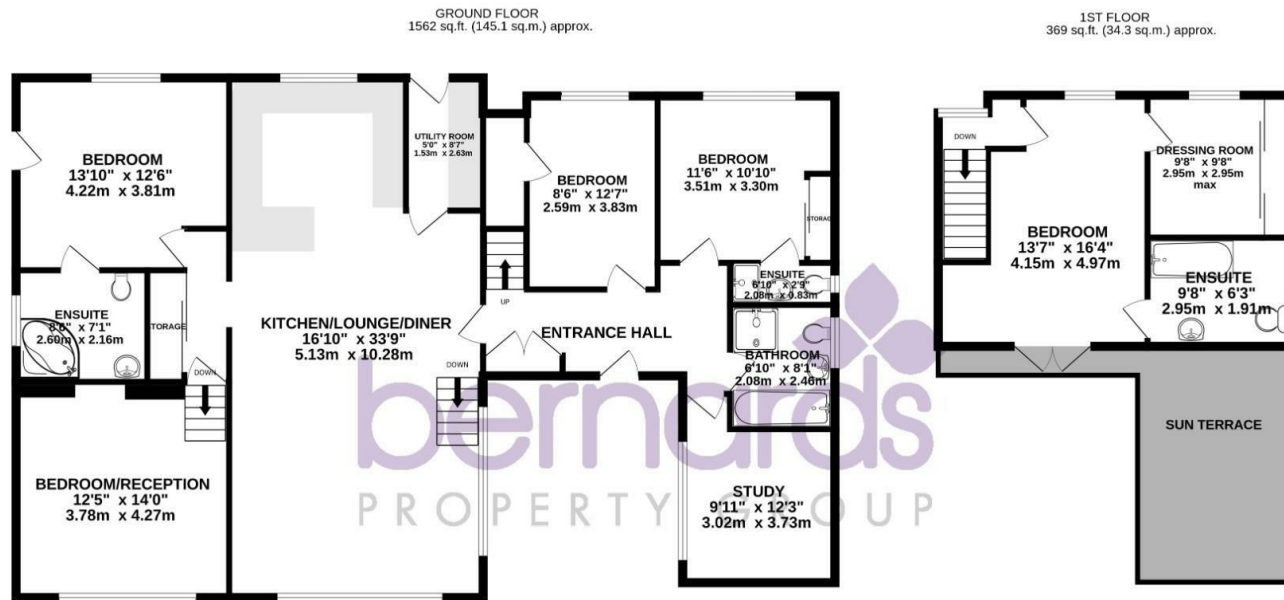 GROUND FLOOR
1562 sq.ft. (145.1 sq.m.) approx.
1ST FLOOR
369 sq.ft. (34.3 sq.m.) approx.
BEDROOM
13'10" x 12'6"
4.22m x 3.81m
UTILITY ROOM
5'0" x 8'7"
1.53m x 2.63m
BEDROOM
8'6" x 12'7"
2.59m x 3.83m
BEDROOM
11'6" x 10'10"
3.51m x 3.30m
STORAGE
ENSUITE
8'6" x 7'1"
2.60m x 2.16m
TORAGE
DOWN
KITCHEN/LOUNGE/DINER
16'10" x 33'9"
5.13m x 10.28m
DOWN
UP
ENTRANCE HALL
ENSUITE
6'10" x 2'9"
2.08m x 0.83m
BATHROOM
6'10" x 8'1"
2.08m x 2.46m
BEDROOM/RECEPTION
12'5" x 14'0"
3.78m x 4.27m
STUDY
9'11" x 12'3"
3.02m x 3.73m
bernards
PROPERTY GROUP
DOWN
DRESSING ROOM
9'8" x 9'8"
2.95m x 2.95m
max
BEDROOM
13'7" x 16'4"
4.15m x 4.97m
ENSUITE
9'8" x 6'3"
2.95m x 1.91m
SUN TERRACE